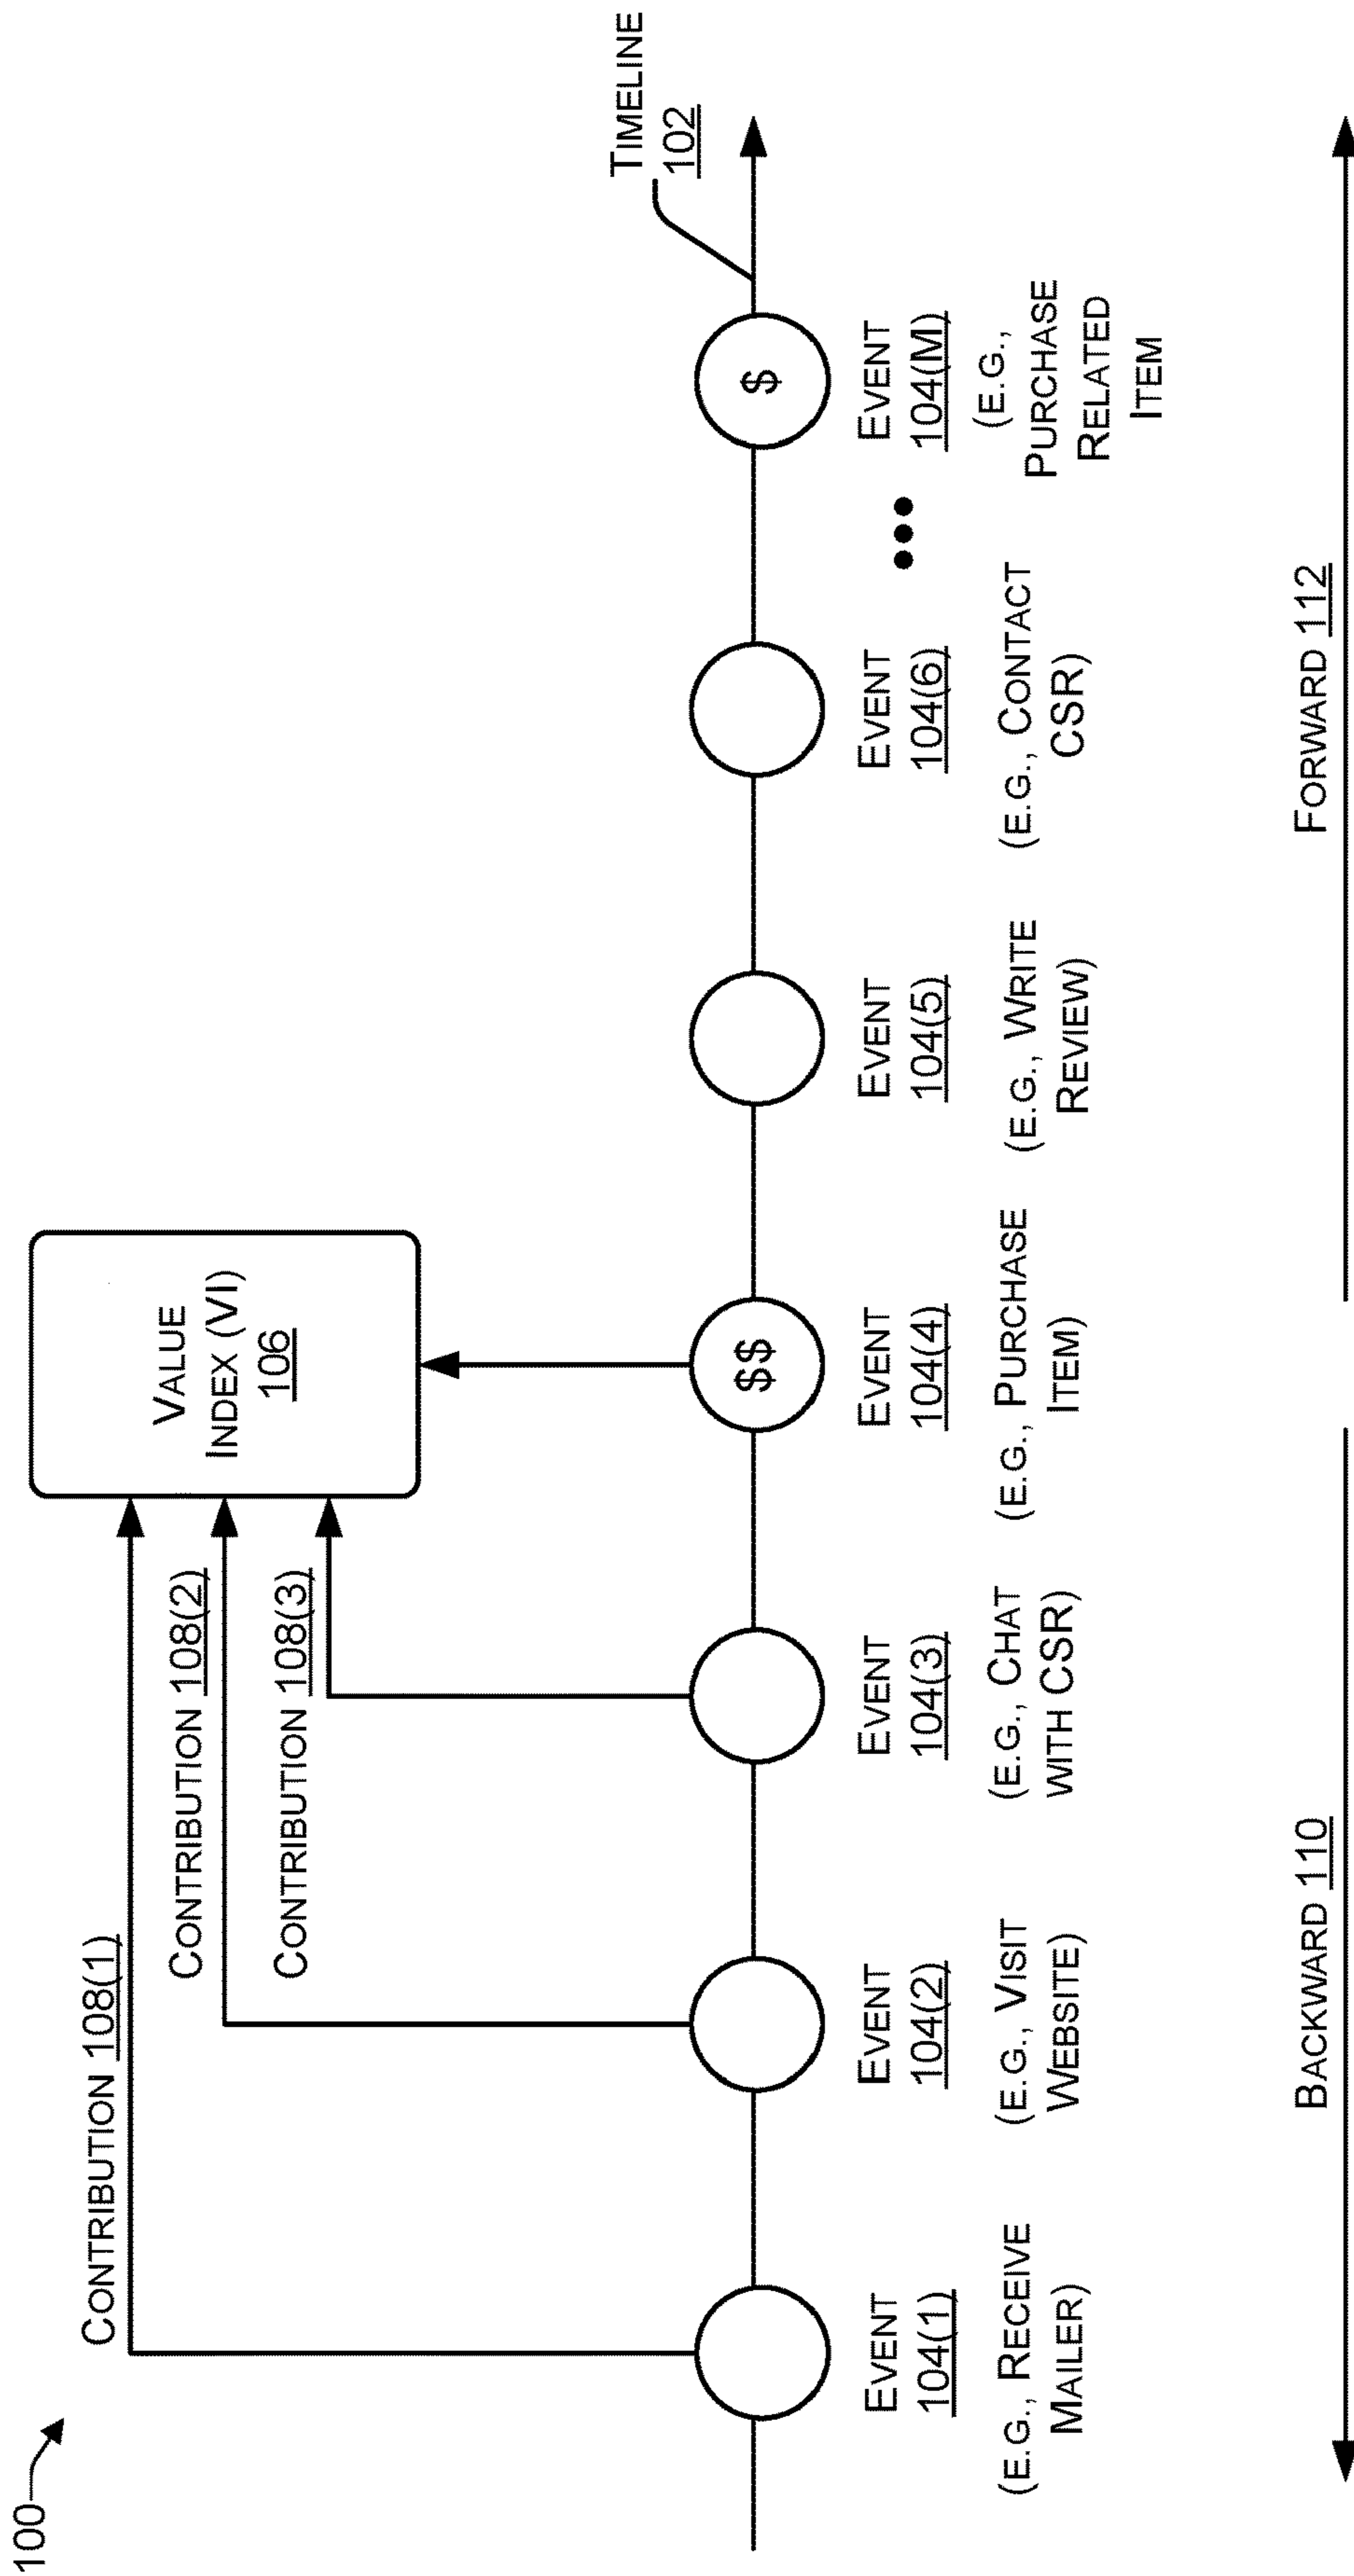 100
CONTRIBUTION 108(1)
CONTRIBUTION 108(2)
CONTRIBUTION 108(3)
VALUE
INDEX (VI)
106
TIMELINE
102
$$
$
EVENT
104(1)
(E.G., RECEIVE
MAILER)
EVENT
104(2)
(E.G., VISIT
WEBSITE)
EVENT
104(3)
(E.G., CHAT
WITH CSR)
EVENT
104(4)
(E.G., PURCHASE
ITEM)
EVENT
104(5)
(E.G., WRITE
REVIEW)
EVENT
104(6)
(E.G., CONTACT
CSR)
•••
EVENT
104(M)
(E.G.,
PURCHASE
RELATED
ITEM
BACKWARD 110
FORWARD 112